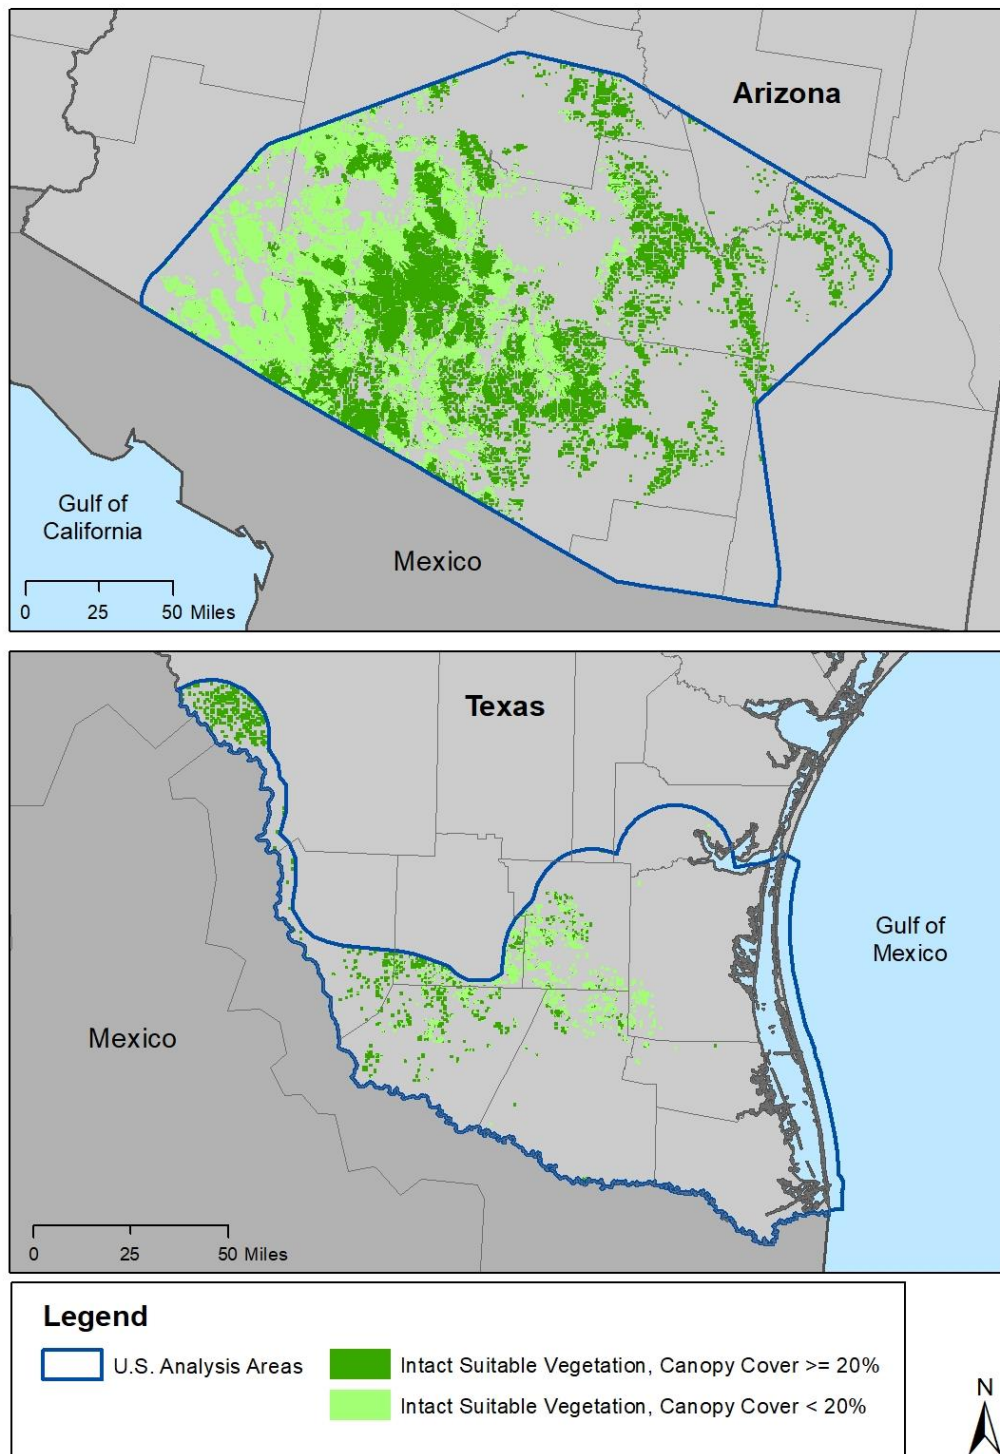 Arizona
Gulf of
California
Mexico
0 25 50 Miles
Texas
Gulf of
Mexico
Mexico
0 25 50 Miles
Legend
U.S. Analysis Areas
Intact Suitable Vegetation, Canopy Cover >= 20%
Intact Suitable Vegetation, Canopy Cover < 20%
N